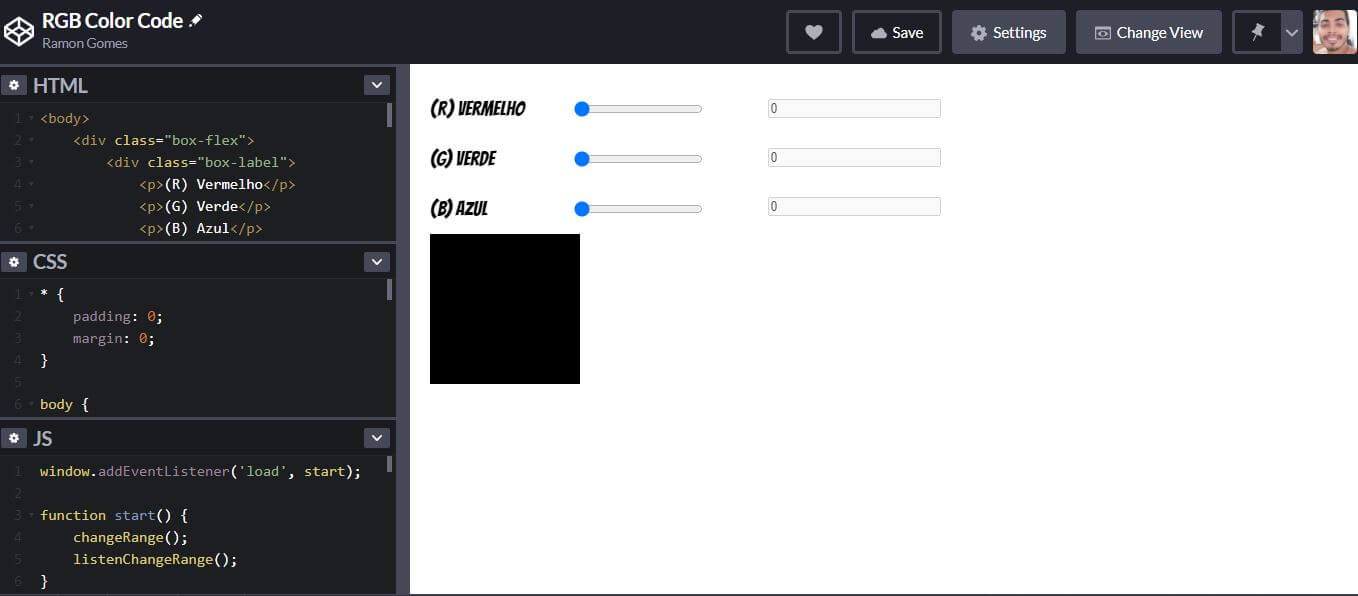 RGB Color Code
Ramon Gomes
Save
Settings
Change View
HTML
1 <body>
2 <div class="box-flex">
3 <div class="box-label">
4 <p>(R) Vermelho</p>
5 <p>(G) Verde</p>
6 <p>(B) Azul</p>
CSS
1 * {
2 padding: 0;
3 margin: 0;
4 }
5
6 body {
JS
1 window.addEventListener('load', start);
2
3 function start() {
4 changeRange();
5 listenChangeRange();
6 }
(R) VERMELHO 0
(G) VERDE 0
(B) AZUL 0